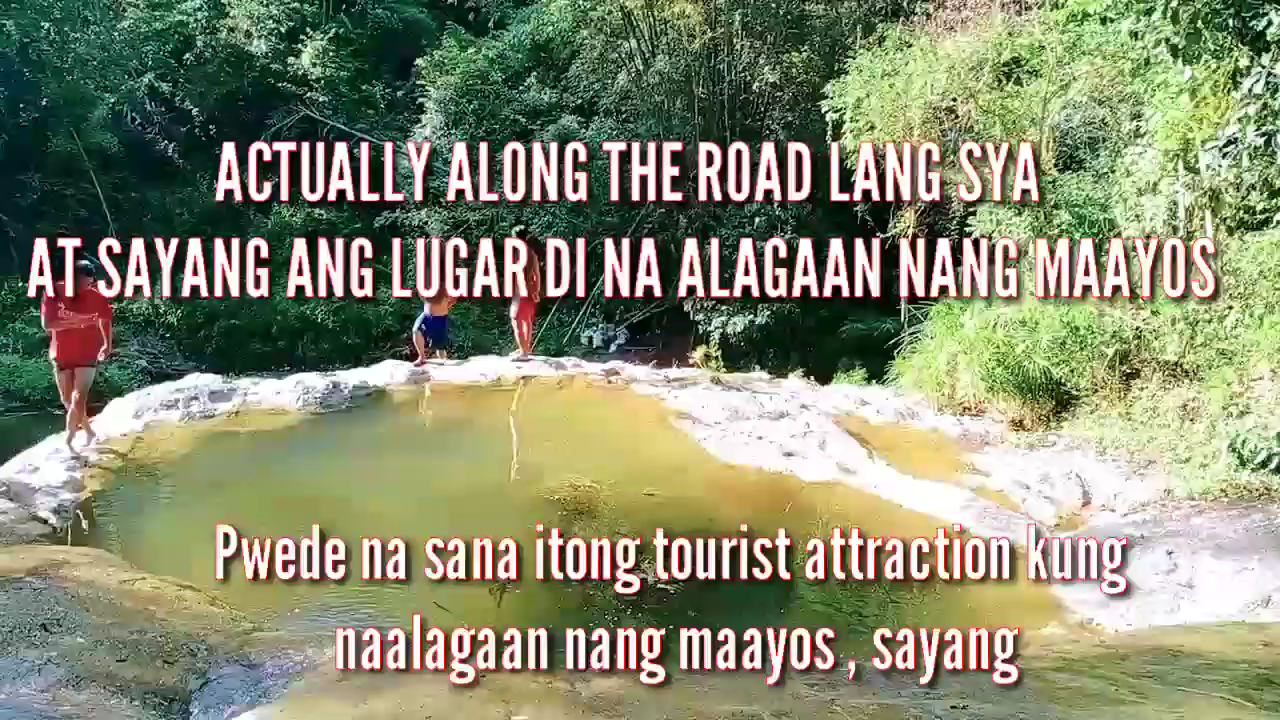 ACTUALLY ALONG THE ROAD LANG SYA
AT SAYANG ANG LUGAR DI NA ALAGAAN NANG MAAYOS
Pwede na sana itong tourist attraction kung
naalagaan nang maayos , sayang